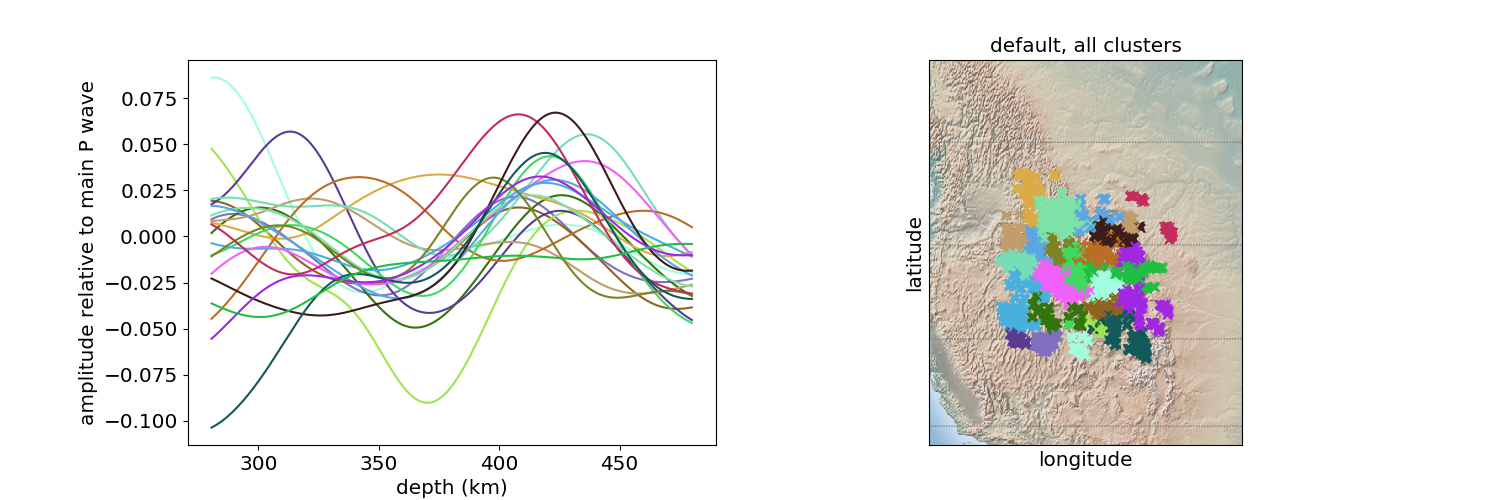 default, all clusters
0.075
0.050
0.025
0.000
−0.025
−0.050
−0.075
−0.100
amplitude relative to main P wave
300 350 400 450
depth (km)
latitude
longitude